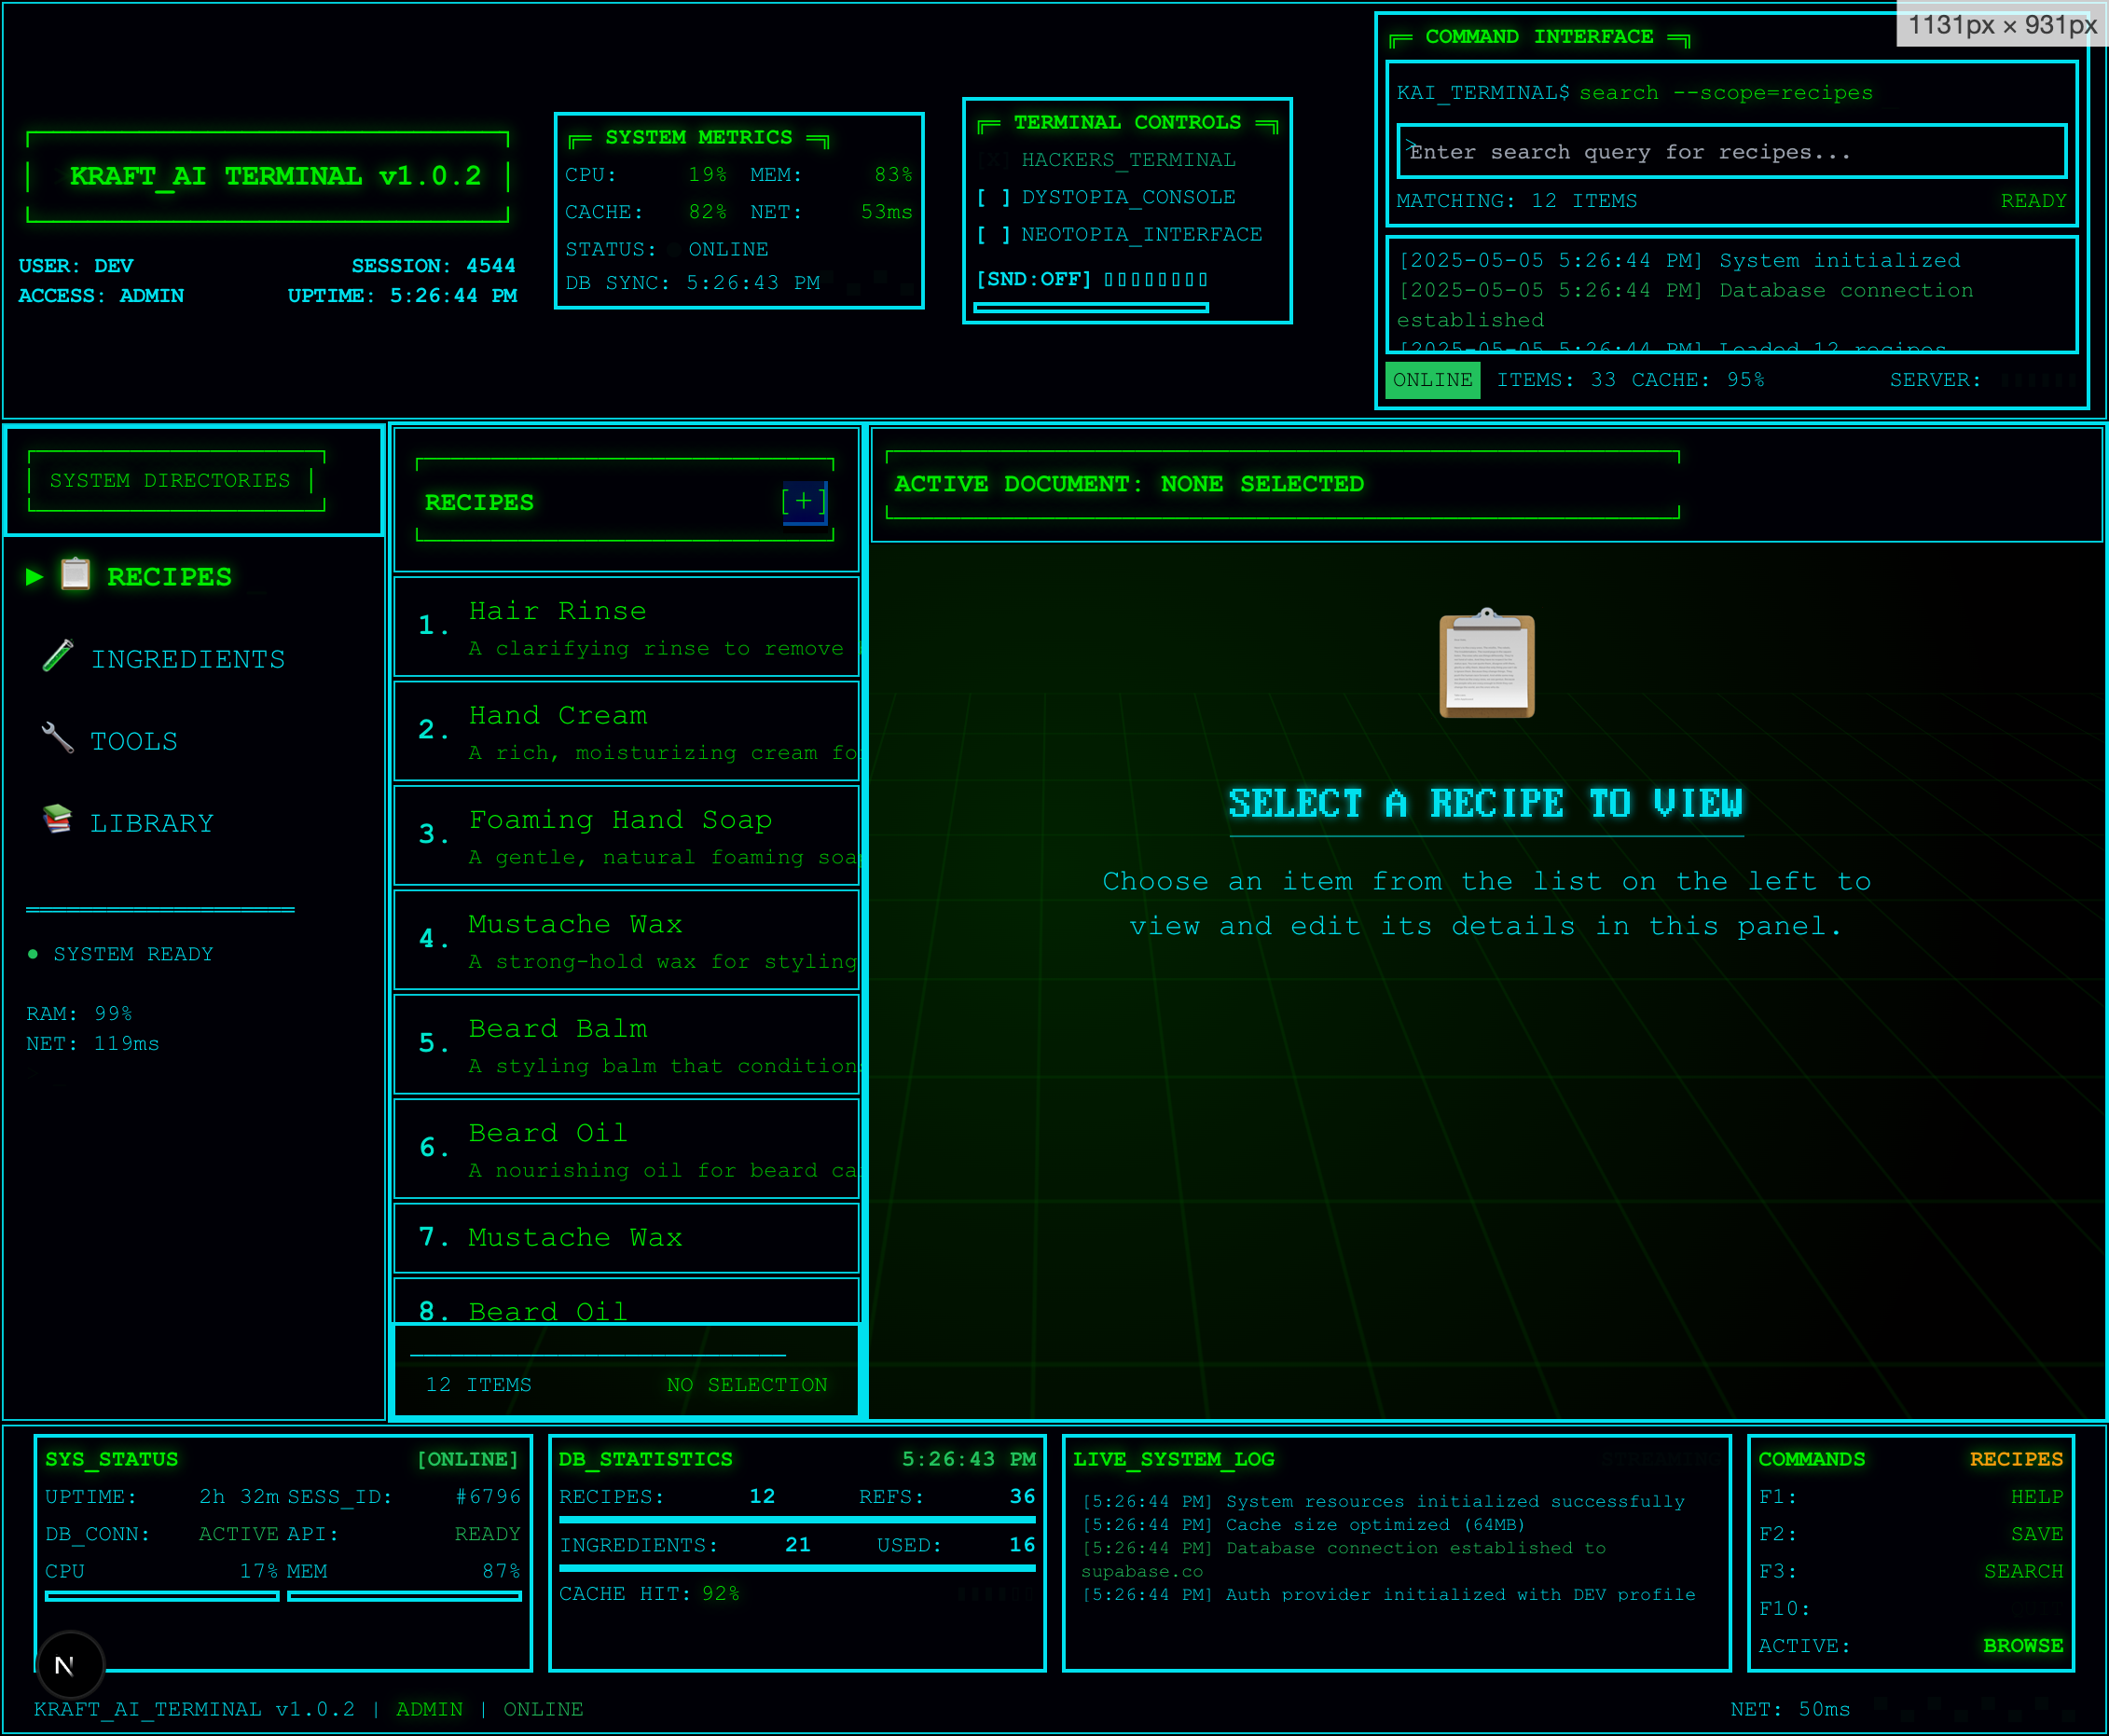 1131px × 931px
KRAFT_AI TERMINAL v1.0.2
USER: DEV SESSION: 4544
ACCESS: ADMIN UPTIME: 5:26:44 PM
SYSTEM METRICS
CPU: 19% MEM: 83%
CACHE: 82% NET: 53ms
STATUS: ONLINE
DB SYNC: 5:26:43 PM
TERMINAL CONTROLS
[X] HACKERS_TERMINAL
[ ] DYSTOPIA_CONSOLE
[ ] NEOTOPIA_INTERFACE
[SND:OFF] ▯▯▯▯▯▯▯▯
COMMAND INTERFACE
KAI_TERMINAL$ search --scope=recipes
> Enter search query for recipes...
MATCHING: 12 ITEMS READY
[2025-05-05 5:26:44 PM] System initialized
[2025-05-05 5:26:44 PM] Database connection
established
[2025-05-05 5:26:44 PM] Loaded 12 recipes
ONLINE ITEMS: 33 CACHE: 95% SERVER:
SYSTEM DIRECTORIES
▶ RECIPES
INGREDIENTS
TOOLS
LIBRARY
● SYSTEM READY
RAM: 99%
NET: 119ms
RECIPES [+]
1. Hair Rinse
A clarifying rinse to remove
2. Hand Cream
A rich, moisturizing cream fo
3. Foaming Hand Soap
A gentle, natural foaming soa
4. Mustache Wax
A strong-hold wax for styling
5. Beard Balm
A styling balm that condition
6. Beard Oil
A nourishing oil for beard ca
7. Mustache Wax
8. Beard Oil
12 ITEMS NO SELECTION
ACTIVE DOCUMENT: NONE SELECTED
SELECT A RECIPE TO VIEW
Choose an item from the list on the left to
view and edit its details in this panel.
SYS_STATUS [ONLINE]
UPTIME: 2h 32m SESS_ID: #6796
DB_CONN: ACTIVE API: READY
CPU 17% MEM 87%
DB_STATISTICS 5:26:43 PM
RECIPES: 12 REFS: 36
INGREDIENTS: 21 USED: 16
CACHE HIT: 92%
LIVE_SYSTEM_LOG STREAMING
[5:26:44 PM] System resources initialized successfully
[5:26:44 PM] Cache size optimized (64MB)
[5:26:44 PM] Database connection established to
supabase.co
[5:26:44 PM] Auth provider initialized with DEV profile
COMMANDS RECIPES
F1: HELP
F2: SAVE
F3: SEARCH
F10:
ACTIVE: BROWSE
N
KRAFT_AI_TERMINAL v1.0.2 | ADMIN | ONLINE
NET: 50ms